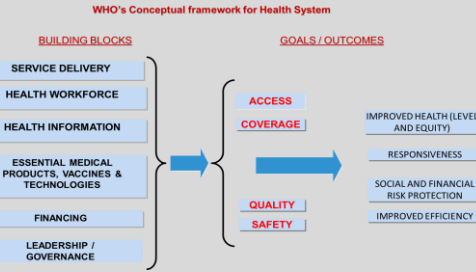 WHO's Conceptual framework for Health System
BUILDING BLOCKS
GOALS / OUTCOMES
SERVICE DELIVERY
HEALTH WORKFORCE
HEALTH INFORMATION
ESSENTIAL MEDICAL
PRODUCTS, VACCINES &
TECHNOLOGIES
FINANCING
LEADERSHIP /
GOVERNANCE
ACCESS
COVERAGE
QUALITY
SAFETY
IMPROVED HEALTH (LEVEL
AND EQUITY)
RESPONSIVENESS
SOCIAL AND FINANCIAL
RISK PROTECTION
IMPROVED EFFICIENCY